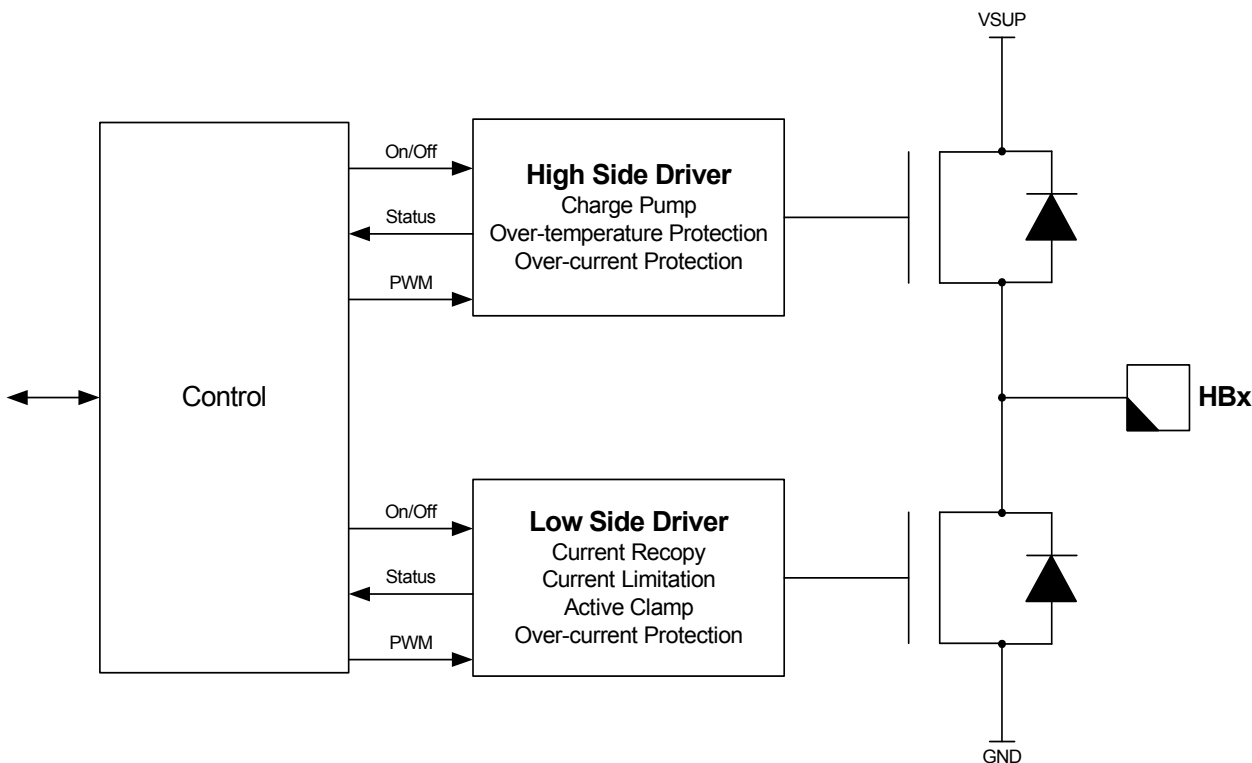 VSUP
On/Off
Status
PWM
High Side Driver
Charge Pump
Over-temperature Protection
Over-current Protection
Control
HBx
On/Off
Status
PWM
Low Side Driver
Current Recopy
Current Limitation
Active Clamp
Over-current Protection
GND